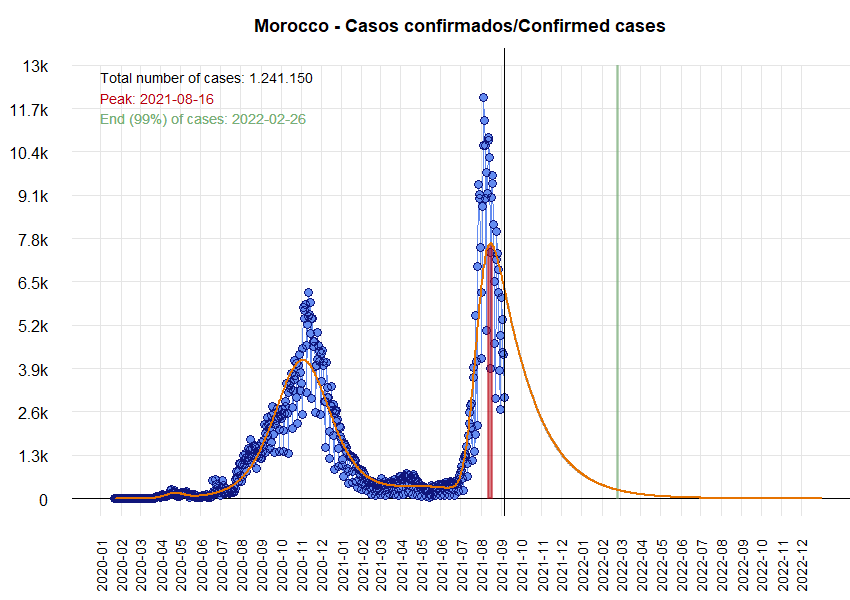 Morocco - Casos confirmados/Confirmed cases
13k
Total number of cases: 1.241.150
Peak: 2021-08-16
11.7k
End (99%) of cases: 2022-02-26
10.4k
9.1k
7.8k
6.5k
5.2k
3.9k
2.6k
1.3k
0
2020-01
2020-02
2020-03
2020-04
2020-05
2020-06
2020-07
2020-08
2020-09
2020-10
2020-11
2020-12
2021-01
2021-02
2021-03
2021-04
2021-05
2021-06
2021-07
2021-08
2021-09
2021-10
2021-11
2021-12
2022-01
2022-02
2022-03
2022-04
2022-05
2022-06
2022-07
2022-08
2022-09
2022-10
2022-11
2022-12